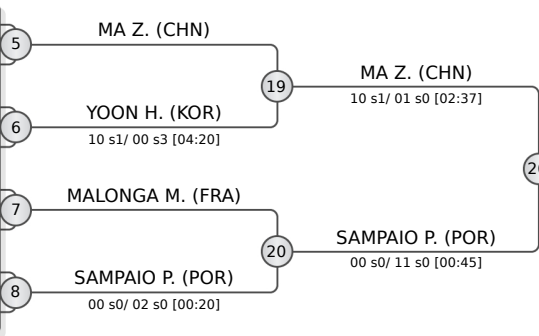 MA Z. (CHN)
5
19
MA Z. (CHN)
10 s1/ 01 s0 [02:37]
YOON H. (KOR)
6
10 s1/ 00 s3 [04:20]
MALONGA M. (FRA)
7
20
SAMPAIO P. (POR)
00 s0/ 11 s0 [00:45]
SAMPAIO P. (POR)
8
00 s0/ 02 s0 [00:20]